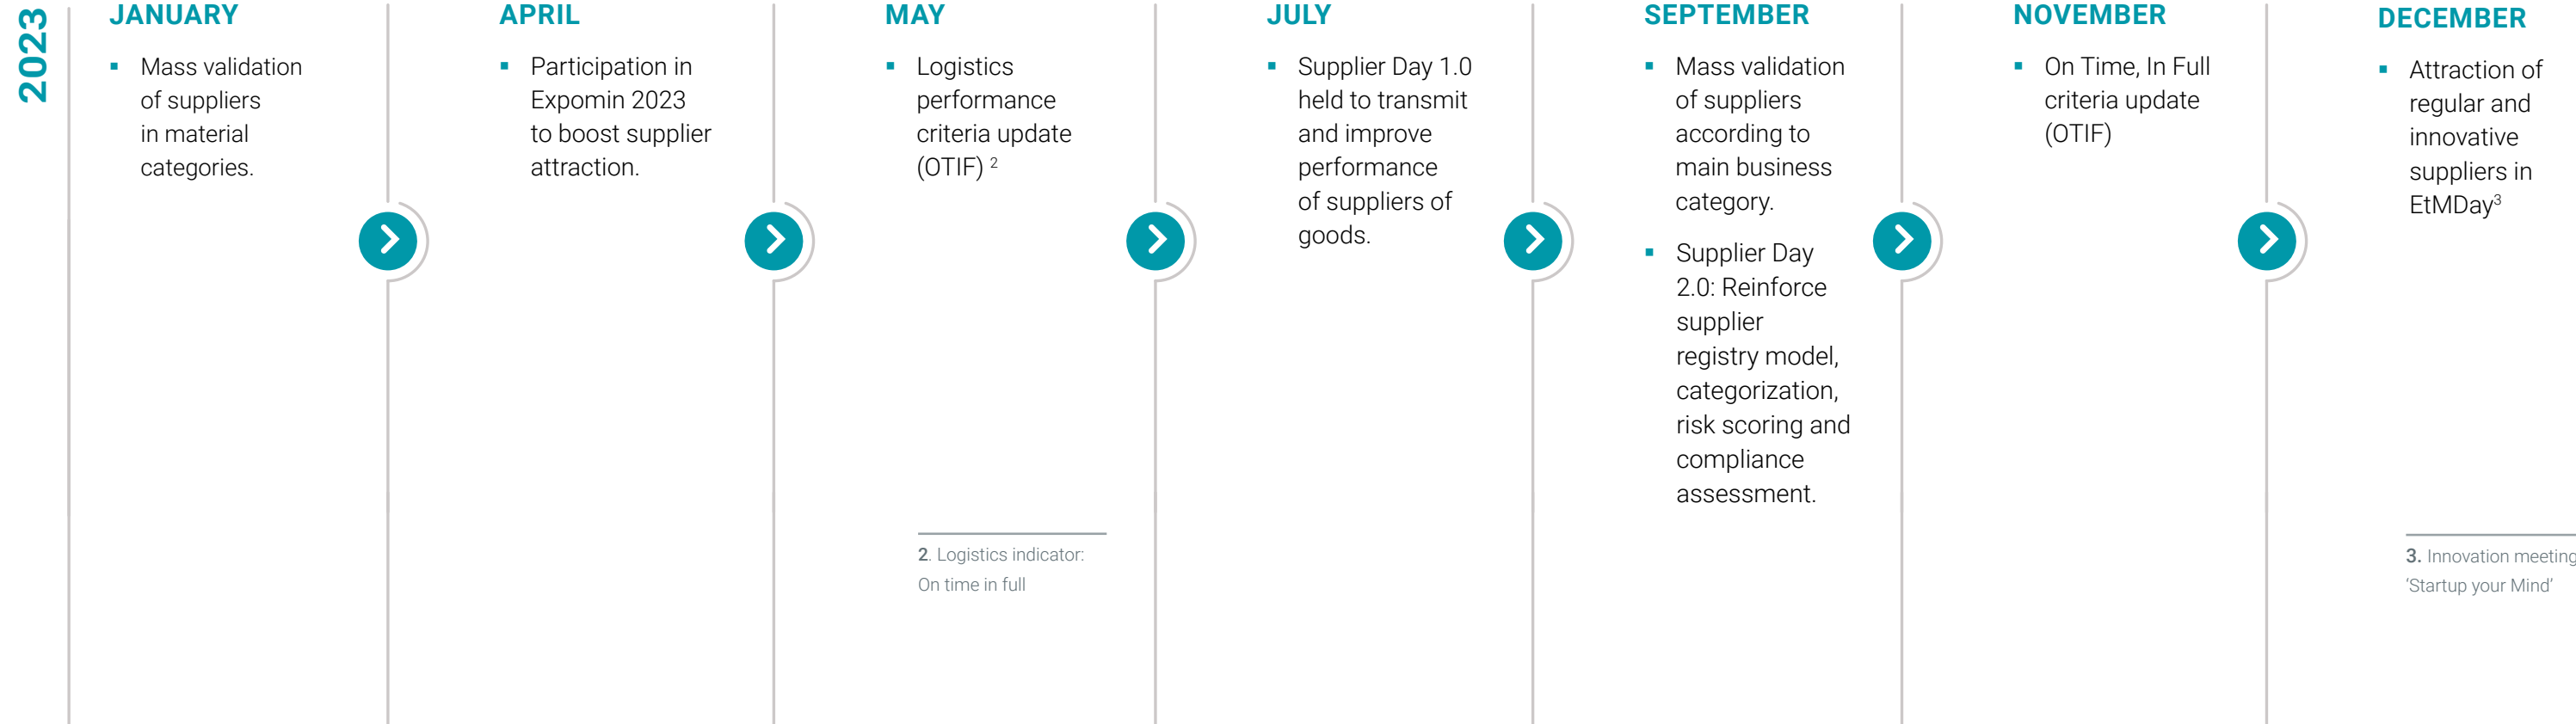 2023
JANUARY
▪ Mass validation
of suppliers
in material
categories.
APRIL
▪ Participation in
Expomin 2023
to boost supplier
attraction.
MAY
▪ Logistics
performance
criteria update
(OTIF) 2
2. Logistics indicator:
On time in full
JULY
▪ Supplier Day 1.0
held to transmit
and improve
performance
of suppliers of
goods.
SEPTEMBER
▪ Mass validation
of suppliers
according to
main business
category.
▪ Supplier Day
2.0: Reinforce
supplier
registry model,
categorization,
risk scoring and
compliance
assessment.
NOVEMBER
▪ On Time, In Full
criteria update
(OTIF)
DECEMBER
▪ Attraction of
regular and
innovative
suppliers in
EtMDay3
3. Innovation meeting
‘Startup your Mind’